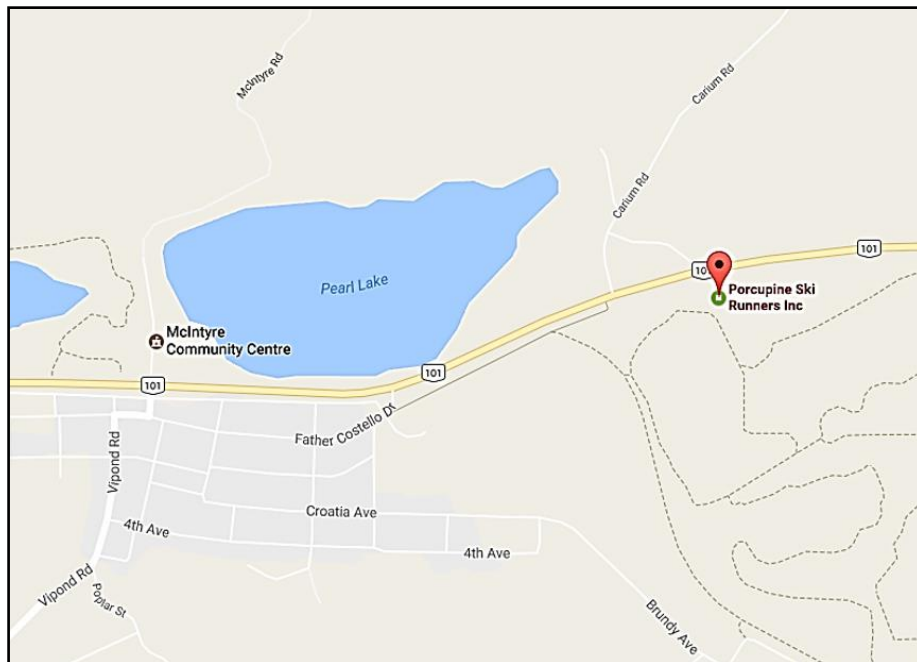 McIntyre Rd
Carium Rd
Carium Rd
101
Pearl Lake
Porcupine Ski
Runners Inc
McIntyre
Community Centre
101
101
Father Costello Dr
Vipond Rd
Croatia Ave
4th Ave
4th Ave
Vipond Rd
Poplar St
Brundy Ave